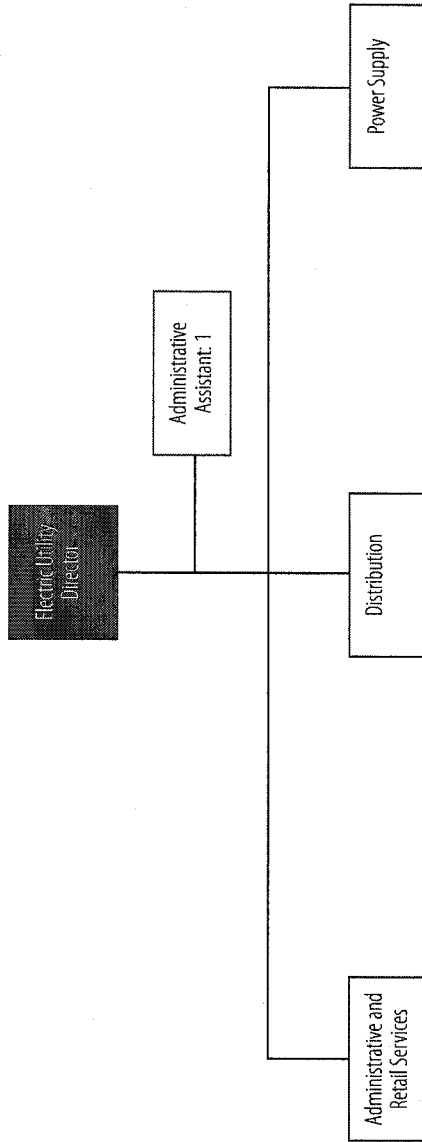 Electric Utility
Director
Administrative
Assistant: 1
Administrative and
Retail Services
Distribution
Power Supply